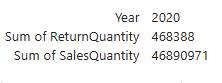 Year 2020
Sum of ReturnQuantity 468388
Sum of SalesQuantity 46890971